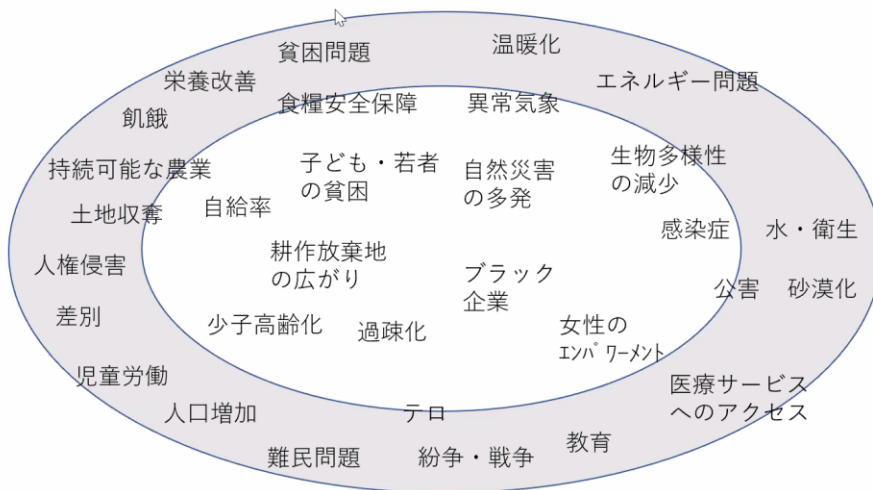 貧困問題
温暖化
栄養改善
エネルギー問題
食糧安全保障
異常気象
飢餓
子ども・若者
の貧困
自然災害
の多発
生物多様性
の減少
持続可能な農業
土地収奪
自給率
感染症
水・衛生
人権侵害
耕作放棄地
の広がり
ブラック
企業
公害
砂漠化
差別
少子高齢化
過疎化
女性の
ｴﾝﾊﾟﾜｰﾒﾝﾄ
児童労働
医療サービス
へのアクセス
人口増加
テロ
難民問題
紛争・戦争
教育